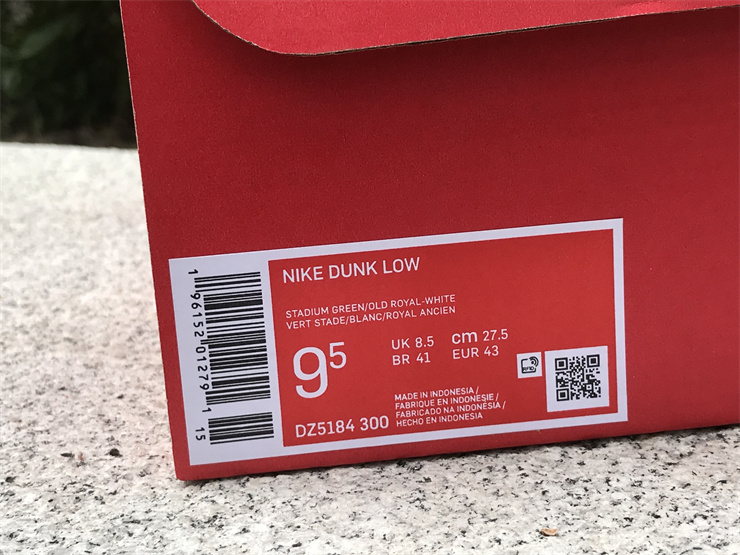 NIKE DUNK LOW
STADIUM GREEN/OLD ROYAL-WHITE
VERT STADE/BLANC/ROYAL ANCIEN
9⁵
UK 8.5 cm 27.5
BR 41 EUR 43
RFID
DZ5184 300
MADE IN INDONESIA /
FABRIQUE EN INDONESIE /
FABRICADO NA INDONÉSIA /
HECHO EN INDONESIA
1 96152 01279 1 15